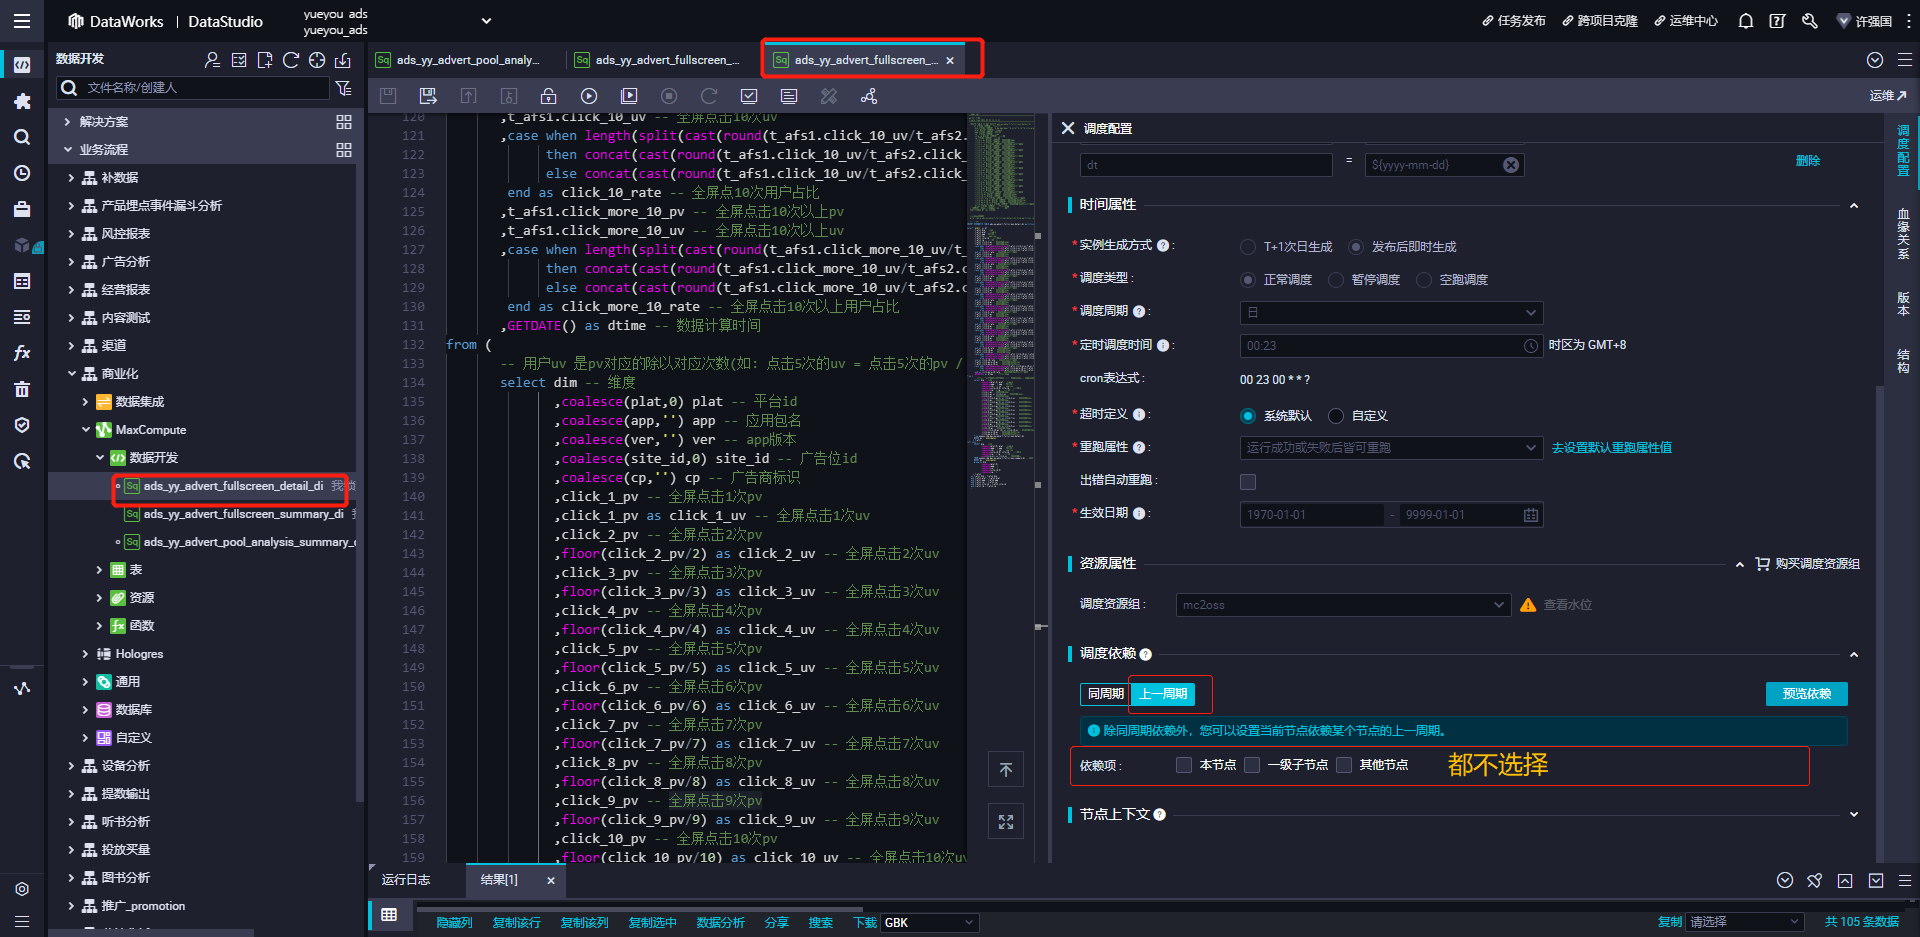 DataWorks | DataStudio
yueyou_ads
yueyou_ads
任务发布
跨项目克隆
运维中心
许强国
数据开发
文件名称/创建人
解决方案
业务流程
补数据
产品埋点事件漏斗分析
风控报表
广告分析
经营报表
内容测试
渠道
商业化
数据集成
MaxCompute
数据开发
ads_yy_advert_fullscreen_detail_di 我锁
ads_yy_advert_fullscreen_summary_di
ads_yy_advert_pool_analysis_summary_
表
资源
函数
Hologres
通用
数据库
自定义
设备分析
提数输出
听书分析
投放买量
图书分析
推广_promotion
ads_yy_advert_pool_analy...
ads_yy_advert_fullscreen_...
ads_yy_advert_fullscreen_...
运维
120 ,t_afs1.click_10_uv -- 全屏点击10次uv
121 ,case when length(split(cast(round(t_afs1.click_10_uv/t_afs2.
122 then concat(cast(round(t_afs1.click_10_uv/t_afs2.click_
123 else concat(cast(round(t_afs1.click_10_uv/t_afs2.click_
124 end as click_10_rate -- 全屏点10次用户占比
125 ,t_afs1.click_more_10_pv -- 全屏点击10次以上pv
126 ,t_afs1.click_more_10_uv -- 全屏点击10次以上uv
127 ,case when length(split(cast(round(t_afs1.click_more_10_uv/t_
128 then concat(cast(round(t_afs1.click_more_10_uv/t_afs2.c
129 else concat(cast(round(t_afs1.click_more_10_uv/t_afs2.c
130 end as click_more_10_rate -- 全屏点击10次以上用户占比
131 ,GETDATE() as dtime -- 数据计算时间
132 from (
133 -- 用户uv 是pv对应的除以对应次数(如: 点击5次的uv = 点击5次的pv /
134 select dim -- 维度
135 ,coalesce(plat,0) plat -- 平台id
136 ,coalesce(app,'') app -- 应用包名
137 ,coalesce(ver,'') ver -- app版本
138 ,coalesce(site_id,0) site_id -- 广告位id
139 ,coalesce(cp,'') cp -- 广告商标识
140 ,click_1_pv -- 全屏点击1次pv
141 ,click_1_pv as click_1_uv -- 全屏点击1次uv
142 ,click_2_pv -- 全屏点击2次pv
143 ,floor(click_2_pv/2) as click_2_uv -- 全屏点击2次uv
144 ,click_3_pv -- 全屏点击3次pv
145 ,floor(click_3_pv/3) as click_3_uv -- 全屏点击3次uv
146 ,click_4_pv -- 全屏点击4次pv
147 ,floor(click_4_pv/4) as click_4_uv -- 全屏点击4次uv
148 ,click_5_pv -- 全屏点击5次pv
149 ,floor(click_5_pv/5) as click_5_uv -- 全屏点击5次uv
150 ,click_6_pv -- 全屏点击6次pv
151 ,floor(click_6_pv/6) as click_6_uv -- 全屏点击6次uv
152 ,click_7_pv -- 全屏点击7次pv
153 ,floor(click_7_pv/7) as click_7_uv -- 全屏点击7次uv
154 ,click_8_pv -- 全屏点击8次pv
155 ,floor(click_8_pv/8) as click_8_uv -- 全屏点击8次uv
156 ,click_9_pv -- 全屏点击9次pv
157 ,floor(click_9_pv/9) as click_9_uv -- 全屏点击9次uv
158 ,click_10_pv -- 全屏点击10次pv
159 ,floor(click_10_pv/10) as click_10_uv -- 全屏点击10次uv
调度配置
dt = ${yyyy-mm-dd} 删除
时间属性
*实例生成方式 : T+1次日生成 发布后即时生成
*调度类型 : 正常调度 暂停调度 空跑调度
*调度周期 : 日
*定时调度时间 : 00:23 时区为 GMT+8
cron表达式 : 00 23 00 * * ?
*超时定义 : 系统默认 自定义
*重跑属性 : 运行成功或失败后皆可重跑 去设置默认重跑属性值
出错自动重跑 :
*生效日期 : 1970-01-01 - 9999-01-01
资源属性 购买调度资源组
调度资源组 : mc2oss 查看水位
调度依赖
同周期 上一周期 预览依赖
除同周期依赖外，您可以设置当前节点依赖某个节点的上一周期。
依赖项 : 本节点 一级子节点 其他节点 都不选择
节点上下文
调度配置
血缘关系
版本
结构
运行日志
结果[1]
隐藏列 复制该行 复制该列 复制选中 数据分析 分享 搜索 下载 GBK
复制 请选择 共 105 条数据